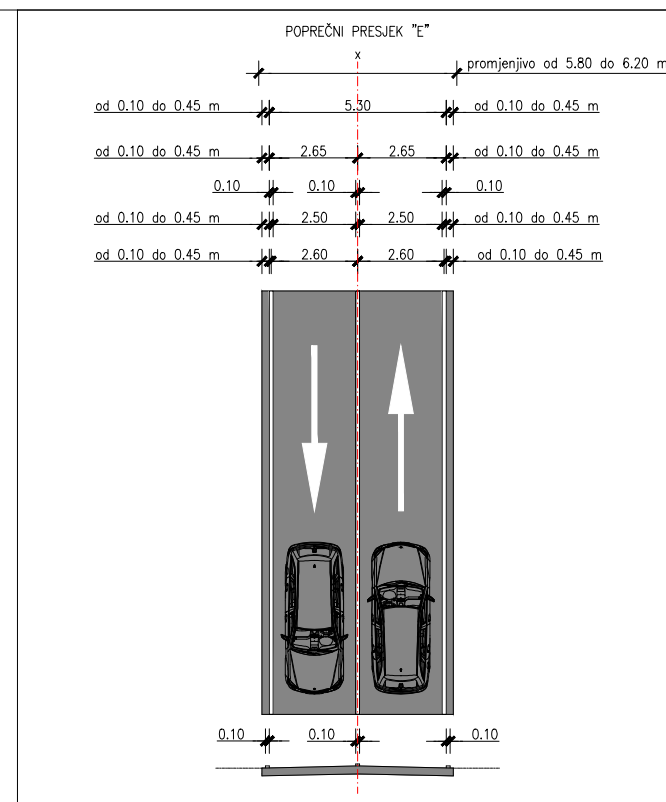 POPREČNI PRESJEK "E"
x
promjenjivo od 5.80 do 6.20 m
od 0.10 do 0.45 m 5.30 od 0.10 do 0.45 m
od 0.10 do 0.45 m 2.65 2.65 od 0.10 do 0.45 m
0.10 0.10 0.10
od 0.10 do 0.45 m 2.50 2.50 od 0.10 do 0.45 m
od 0.10 do 0.45 m 2.60 2.60 od 0.10 do 0.45 m
0.10 0.10 0.10